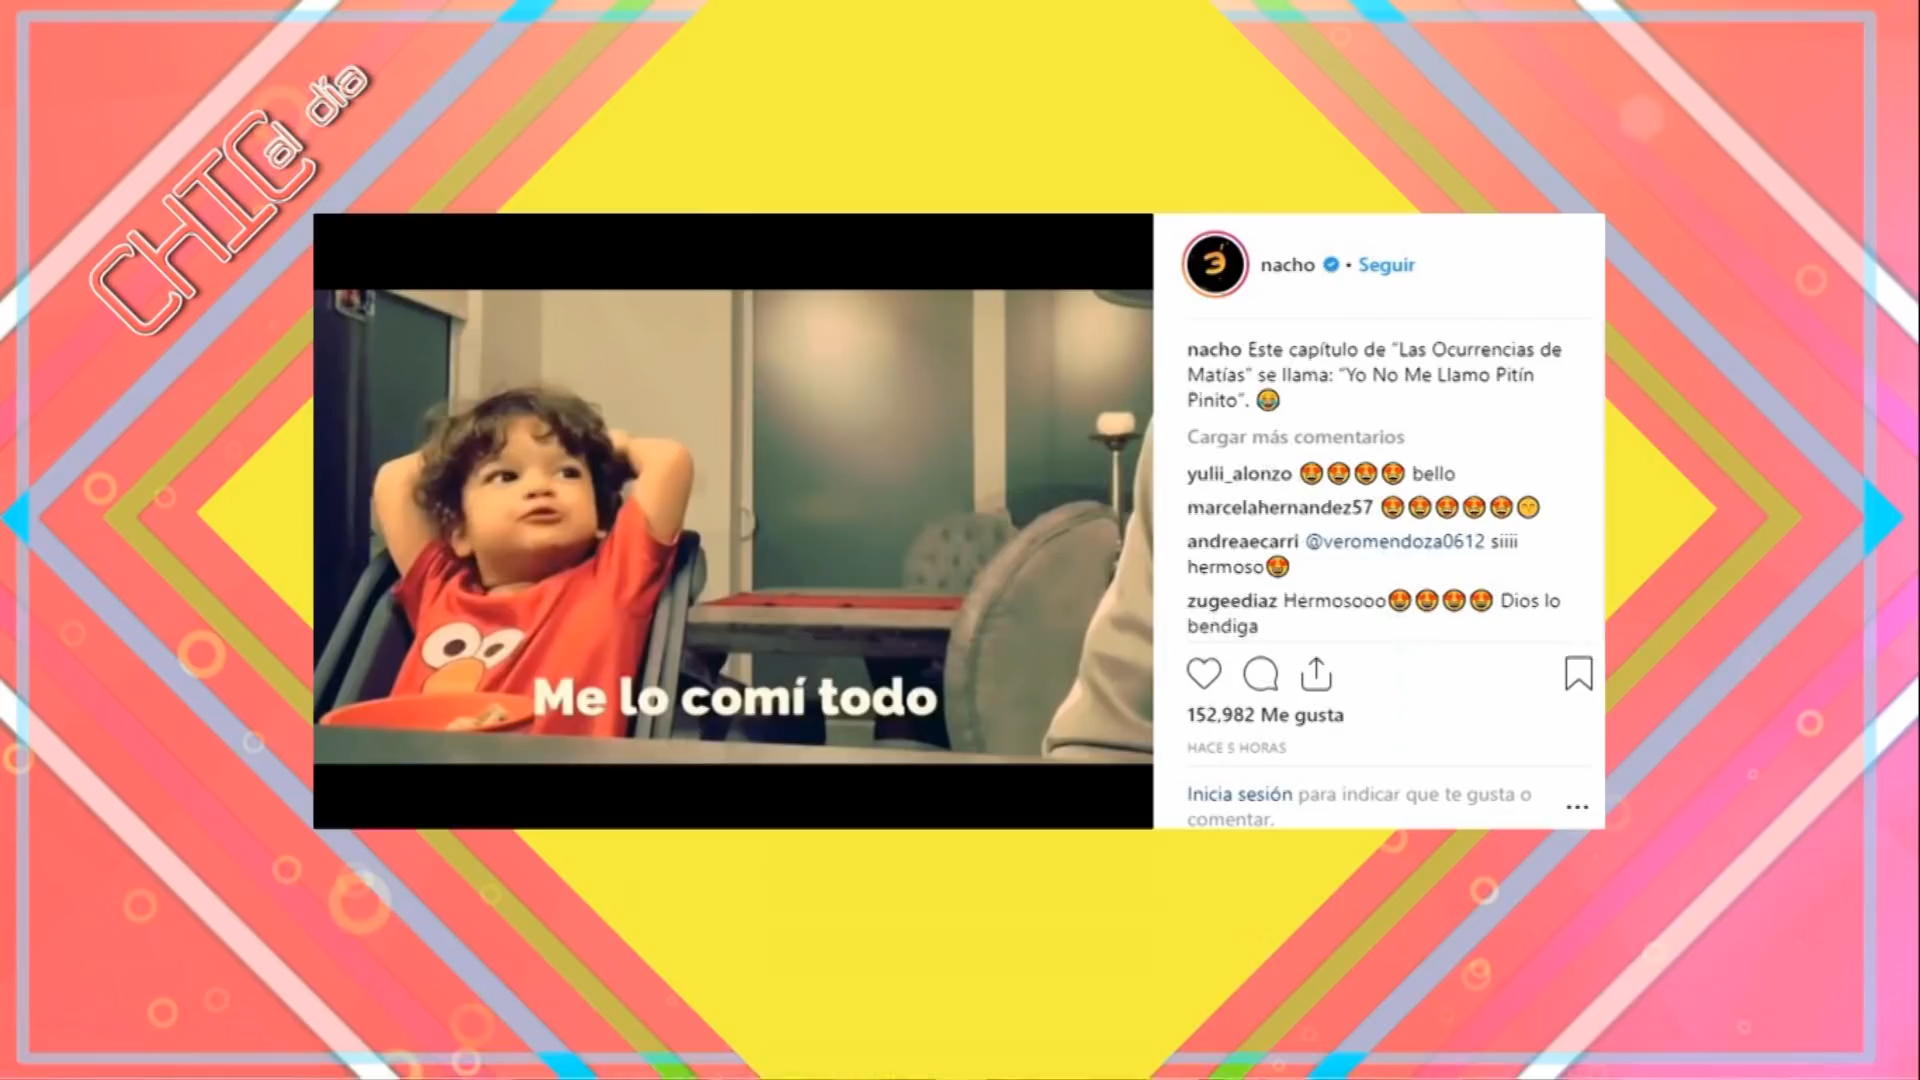 CHIC al día
nacho • Seguir
nacho Este capítulo de "Las Ocurrencias de
Matías" se llama: "Yo No Me Llamo Pitín
Pinito". 😂
Cargar más comentarios
yulii_alonzo 😍😍😍😍 bello
marcelahernandez57 😍😍😍😍😍😙
andreaecarri @veromendoza0612 siiii
hermoso😍
zugeediaz Hermosooo😍😍😍😍 Dios lo
bendiga
152,982 Me gusta
HACE 5 HORAS
Inicia sesión para indicar que te gusta o
comentar.
Me lo comí todo